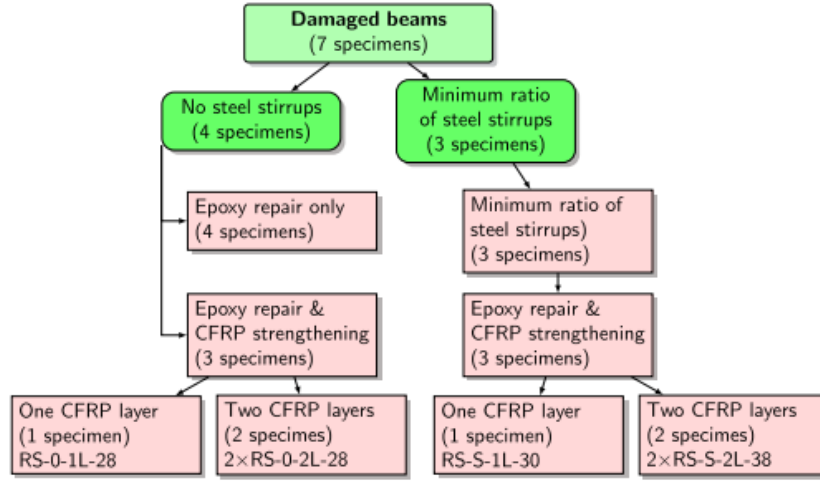 Damaged beams
(7 specimens)
No steel stirrups
(4 specimens)
Minimum ratio
of steel stirrups
(3 specimens)
Epoxy repair only
(4 specimens)
Minimum ratio of
steel stirrups)
(3 specimens)
Epoxy repair &
CFRP strengthening
(3 specimens)
Epoxy repair &
CFRP strengthening
(3 specimens)
One CFRP layer
(1 specimen)
RS-0-1L-28
Two CFRP layers
(2 specimes)
2×RS-0-2L-28
One CFRP layer
(1 specimen)
RS-S-1L-30
Two CFRP layers
(2 specimes)
2×RS-S-2L-38